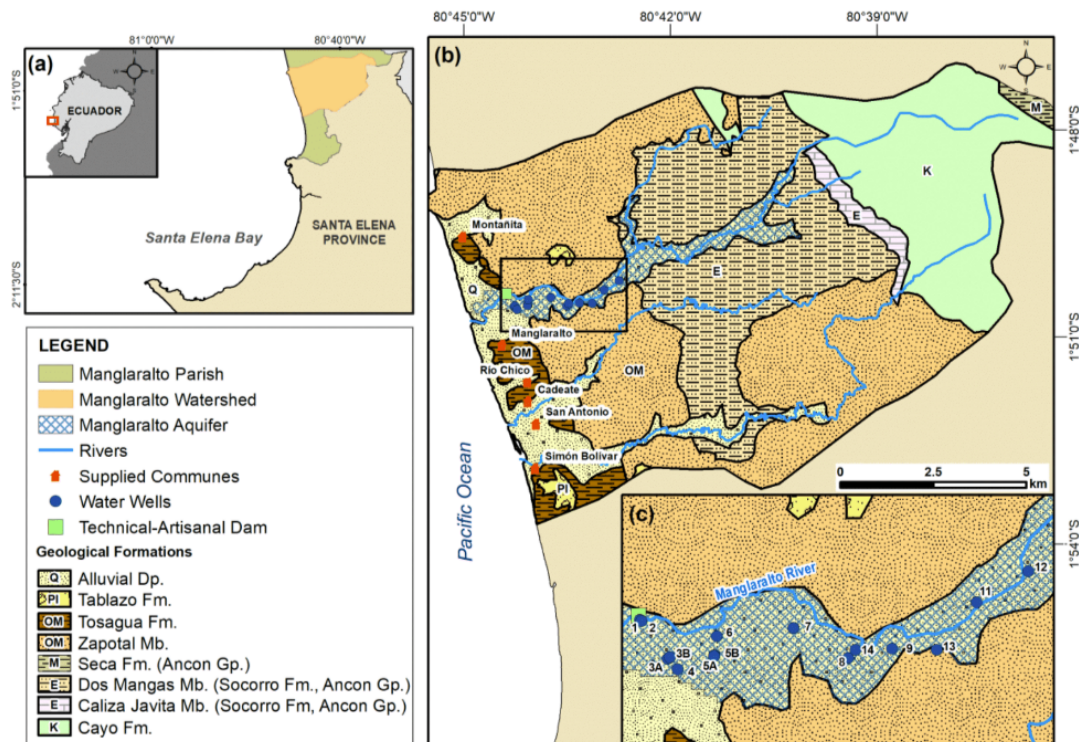 80°45'0"W
80°42'0"W
80°39'0"W
81°0'0"W
80°40'0"W
(a)
N
W
E
S
ECUADOR
1°51'0"S
2°11'30"S
Santa Elena Bay
SANTA ELENA
PROVINCE
LEGEND
Manglaralto Parish
Manglaralto Watershed
Manglaralto Aquifer
Rivers
Supplied Communes
Water Wells
Technical-Artisanal Dam
Geological Formations
Q Alluvial Dp.
PI Tablazo Fm.
OM Tosagua Fm.
OM Zapotal Mb.
M Seca Fm. (Ancon Gp.)
E Dos Mangas Mb. (Socorro Fm., Ancon Gp.)
E Caliza Javita Mb. (Socorro Fm, Ancon Gp.)
K Cayo Fm.
(b)
N
W
E
S
M
1°48'0"S
K
E
Montañita
Q
E
Manglaralto
OM
1°51'0"S
Río Chico
OM
Cadeate
San Antonio
Simón Bolívar
PI
Pacific Ocean
0
2.5
5
km
(c)
1°54'0"S
Manglaralto River
12
11
1
2
6
7
3B
5B
14
9
13
3A
4
5A
8